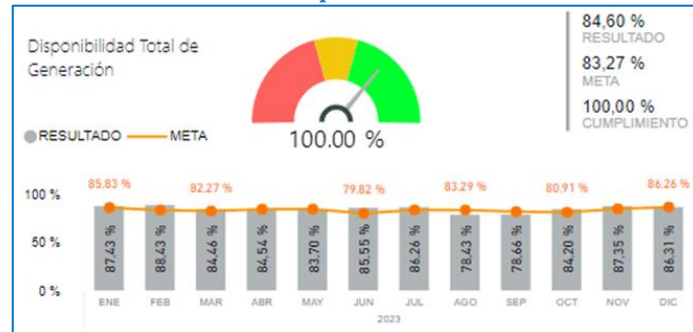 Disponibilidad Total de
Generación
100.00 %
84,60 %
RESULTADO
83,27 %
META
100,00 %
CUMPLIMIENTO
RESULTADO META
85,83 % 82.27 % 79,82 % 83.29 % 80,91 % 86,26 %
100 %
50 %
0 %
87.43 % 88.43 % 84.46 % 84,54 % 83.70 % 85.55 % 86.26 % 78.43 % 78.66 % 84.20 % 87.35 % 86.31 %
ENE FEB MAR ABR MAY JUN JUL AGO SEP OCT NOV DIC
2023